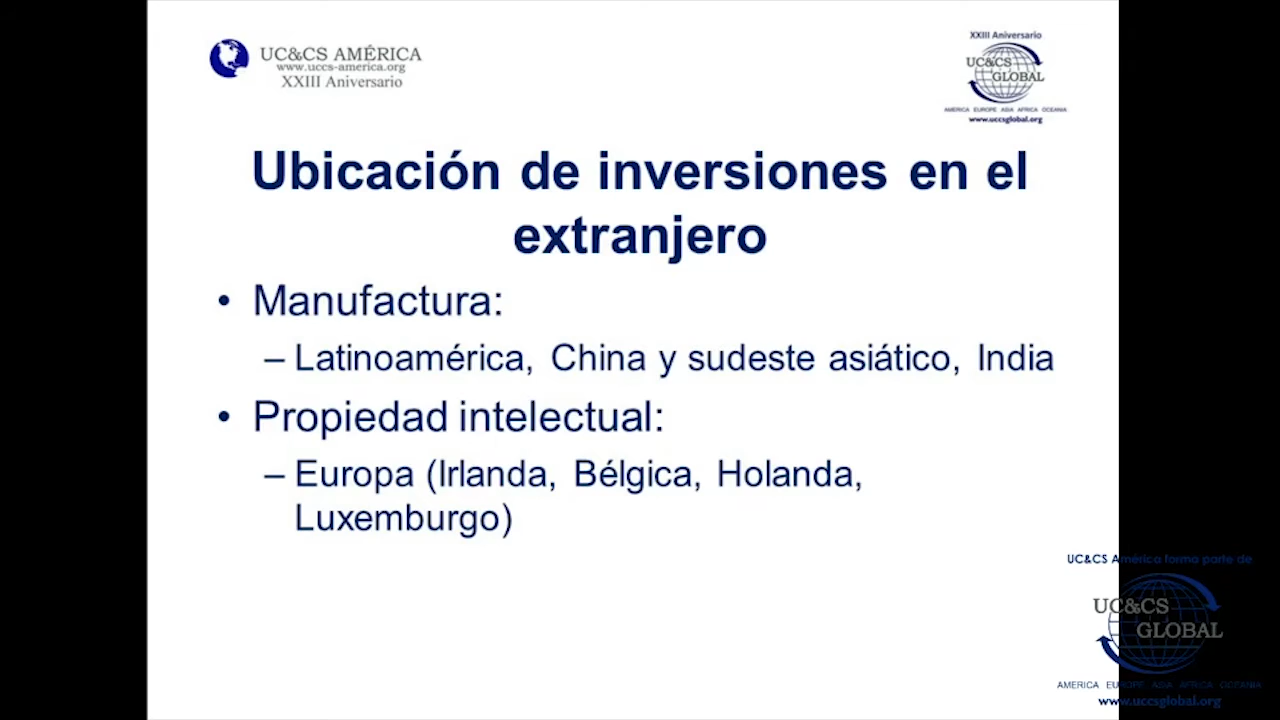 UC&CS AMÉRICA
www.uccs-america.org
XXIII Aniversario
XXIII Aniversario
UC&CS
GLOBAL
AMERICA EUROPE ASIA AFRICA OCEANIA
www.uccsglobal.org
Ubicación de inversiones en el
extranjero
• Manufactura:
– Latinoamérica, China y sudeste asiático, India
• Propiedad intelectual:
– Europa (Irlanda, Bélgica, Holanda,
Luxemburgo)
UC&CS América forma parte de
UC&CS
GLOBAL
AMERICA EUROPE ASIA AFRICA OCEANIA
www.uccsglobal.org